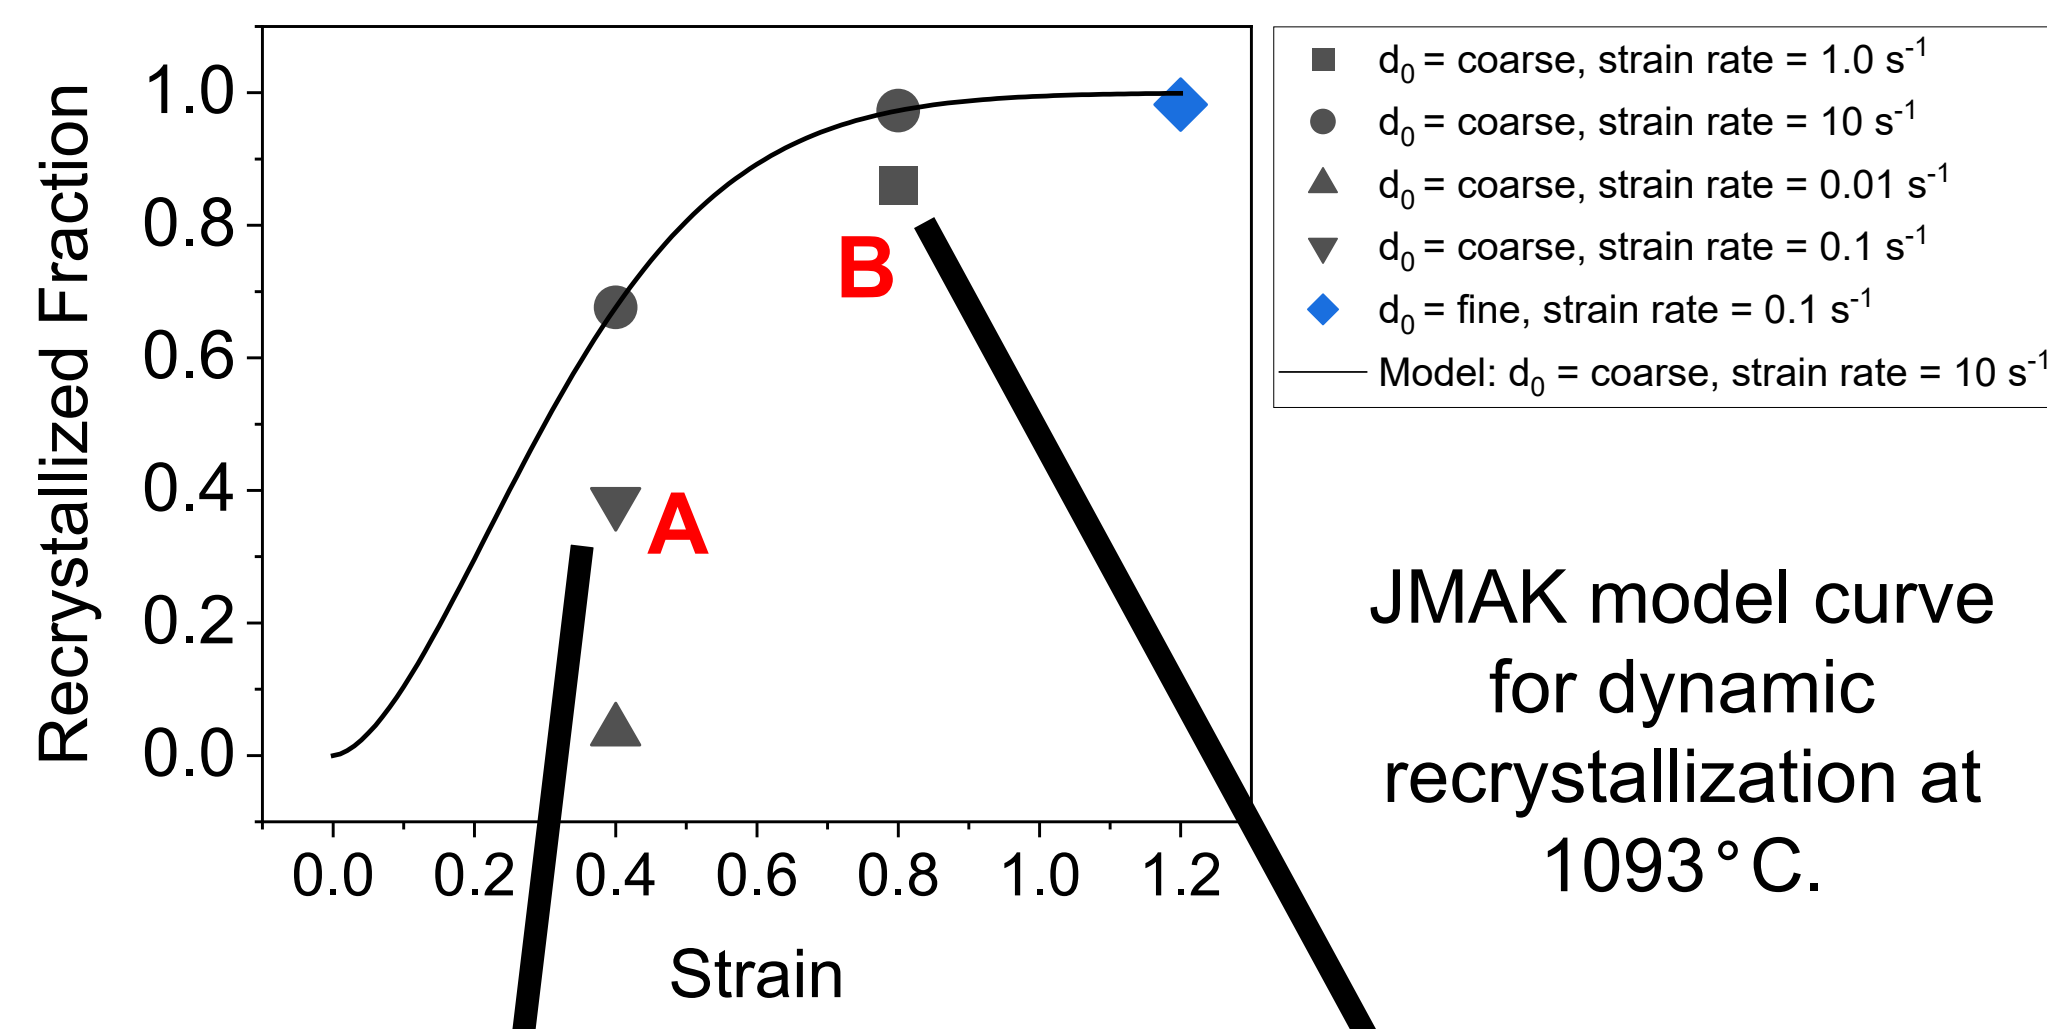 Recrystallized Fraction
1.0
0.8
0.6
0.4
0.2
0.0
0.0 0.2 0.4 0.6 0.8 1.0 1.2
Strain
B
A
d₀ = coarse, strain rate = 1.0 s⁻¹
d₀ = coarse, strain rate = 10 s⁻¹
d₀ = coarse, strain rate = 0.01 s⁻¹
d₀ = coarse, strain rate = 0.1 s⁻¹
d₀ = fine, strain rate = 0.1 s⁻¹
Model: d₀ = coarse, strain rate = 10 s⁻¹
JMAK model curve
for dynamic
recrystallization at
1093°C.